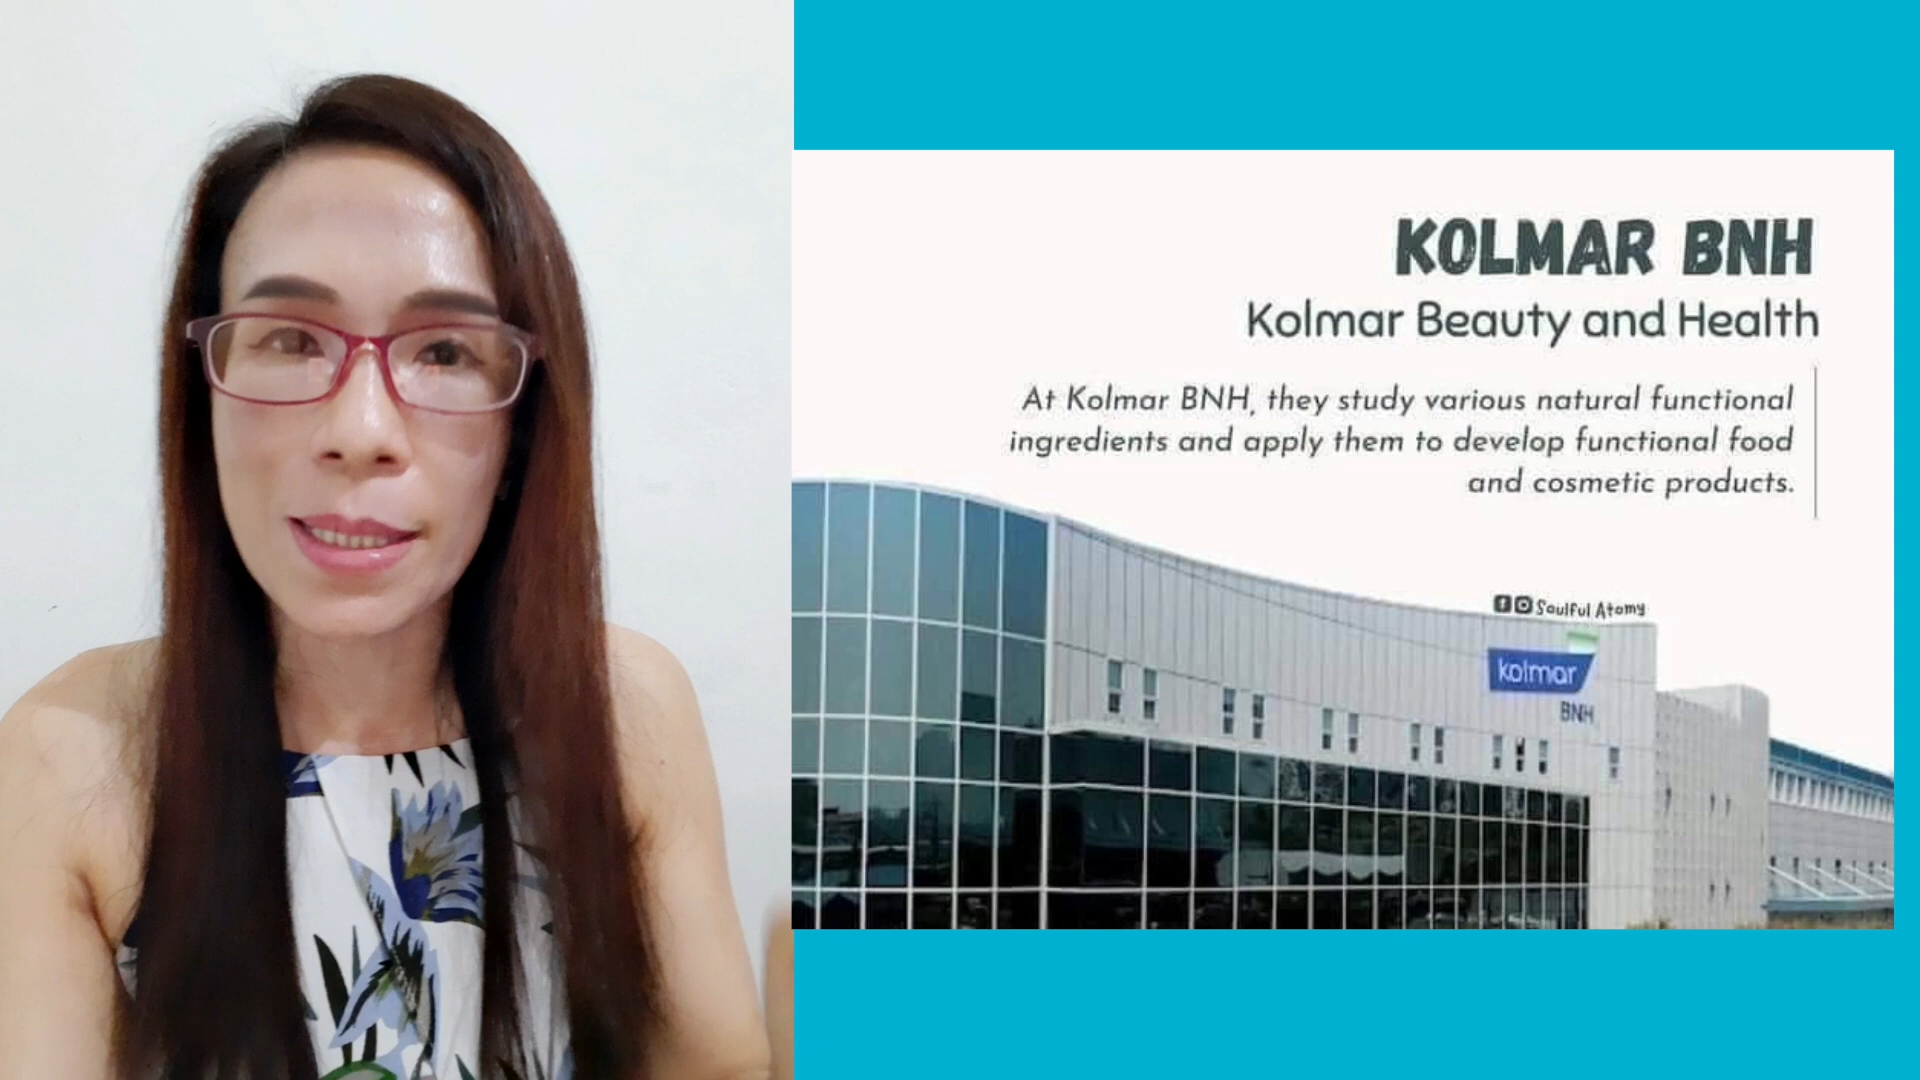 KOLMAR BNH
Kolmar Beauty and Health
At Kolmar BNH, they study various natural functional
ingredients and apply them to develop functional food
and cosmetic products.
Soulful Atomy
kolmar
BNH